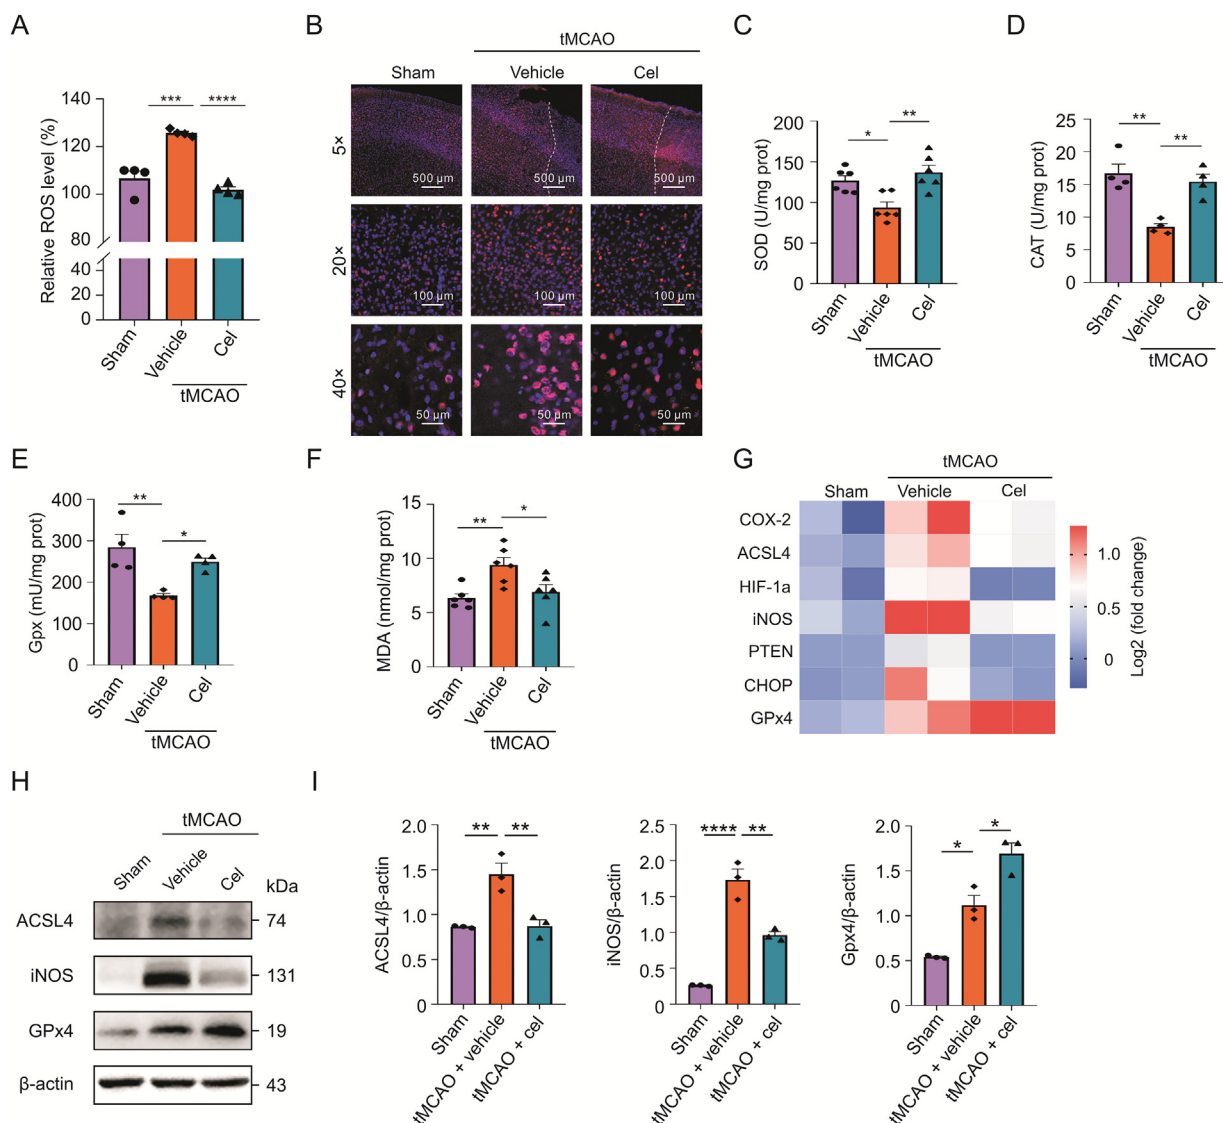 A
Relative ROS level (%)
140
120
100
80
60
40
20
0
***
****
Sham
Vehicle
Cel
tMCAO
B
tMCAO
Sham
Vehicle
Cel
5×
500 µm
500 µm
500 µm
20×
100 µm
100 µm
100 µm
40×
50 µm
50 µm
50 µm
C
SOD (U/mg prot)
200
150
100
50
0
*
**
Sham
Vehicle
Cel
tMCAO
D
CAT (U/mg prot)
25
20
15
10
5
0
**
**
Sham
Vehicle
Cel
tMCAO
E
Gpx (mU/mg prot)
400
300
200
100
0
**
*
Sham
Vehicle
Cel
tMCAO
F
MDA (nmol/mg prot)
15
10
5
0
**
*
Sham
Vehicle
Cel
tMCAO
G
tMCAO
Sham
Vehicle
Cel
COX-2
ACSL4
HIF-1a
iNOS
PTEN
CHOP
GPx4
1.0
0.5
0
Log2 (fold change)
H
tMCAO
Sham
Vehicle
Cel
kDa
ACSL4
74
iNOS
131
GPx4
19
β-actin
43
I
ACSL4/β-actin
2.0
1.5
1.0
0.5
0
**
**
Sham
tMCAO + vehicle
tMCAO + cel
iNOS/β-actin
2.5
2.0
1.5
1.0
0.5
0
****
**
Sham
tMCAO + vehicle
tMCAO + cel
Gpx4/β-actin
2.0
1.5
1.0
0.5
0
*
*
Sham
tMCAO + vehicle
tMCAO + cel